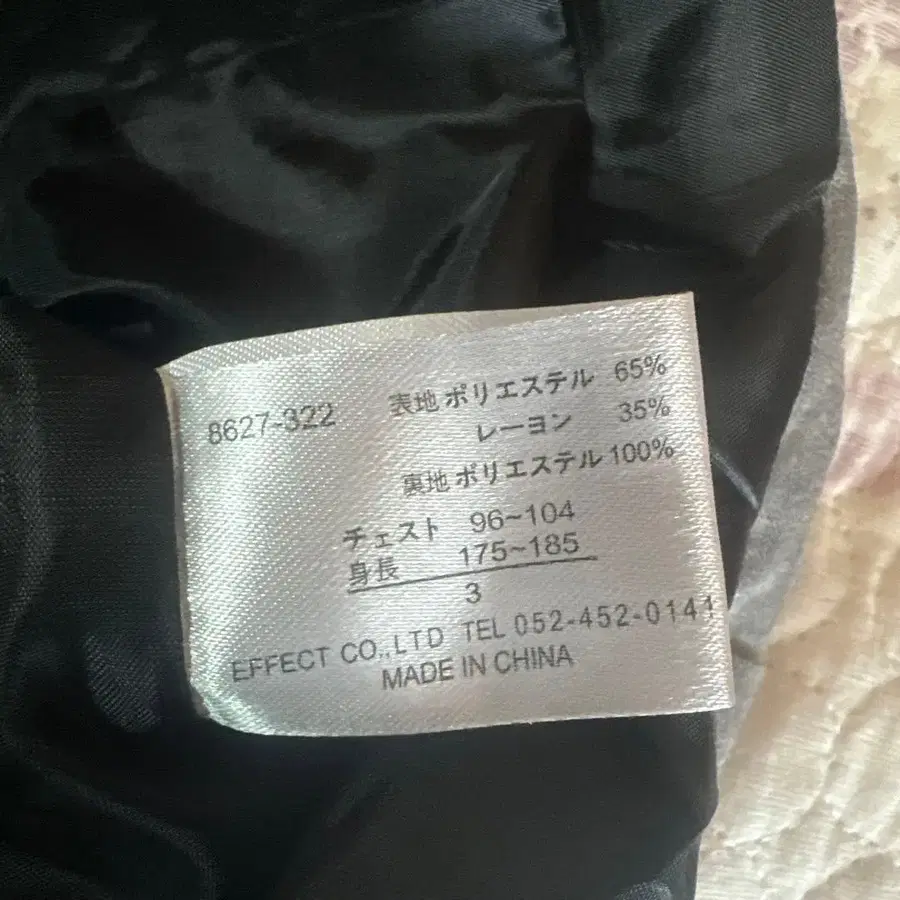 8627-322 表地 ポリエステル 65%
レーヨン 35%
裏地 ポリエステル 100%
チェスト 96~104
身長 175~185
3
EFFECT CO.,LTD TEL 052-452-0141
MADE IN CHINA